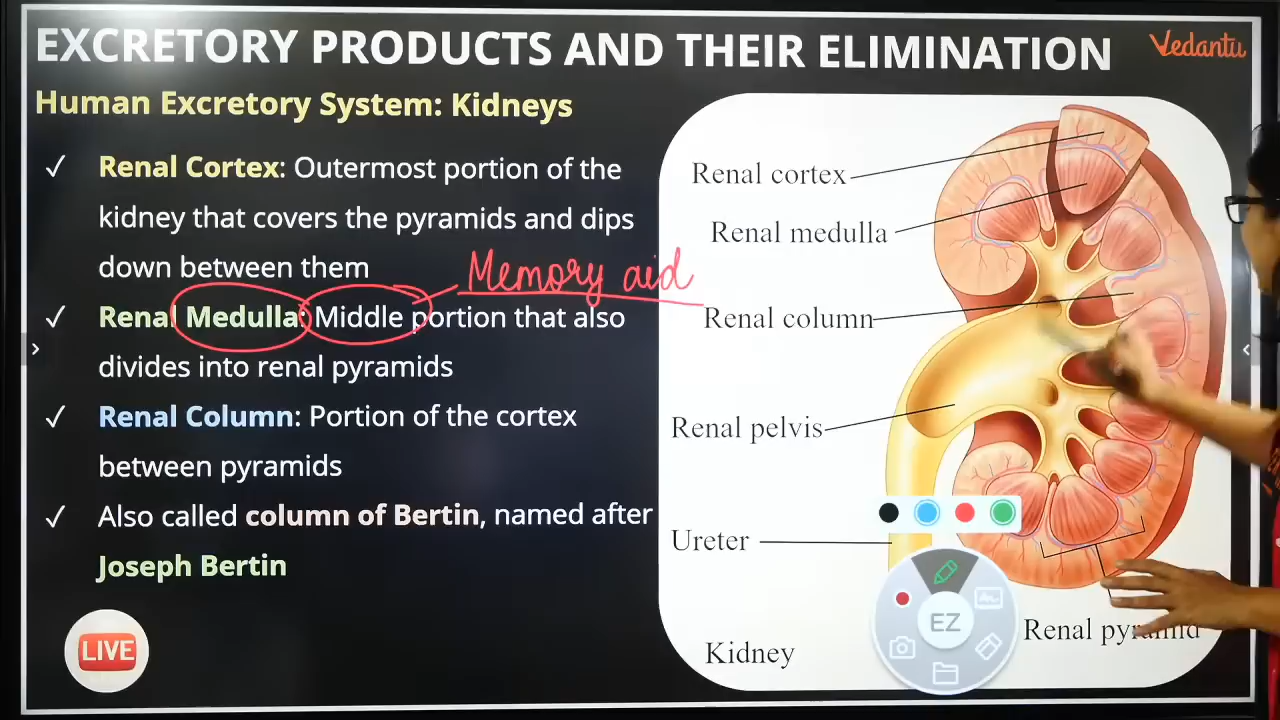 EXCRETORY PRODUCTS AND THEIR ELIMINATION
Vedantu
Human Excretory System: Kidneys
✓ Renal Cortex: Outermost portion of the
kidney that covers the pyramids and dips
down between them
Memory aid
✓ Renal Medulla: Middle portion that also
divides into renal pyramids
✓ Renal Column: Portion of the cortex
between pyramids
✓ Also called column of Bertin, named after
Joseph Bertin
LIVE
Renal cortex
Renal medulla
Renal column
Renal pelvis
Ureter
EZ
Renal pyramid
Kidney